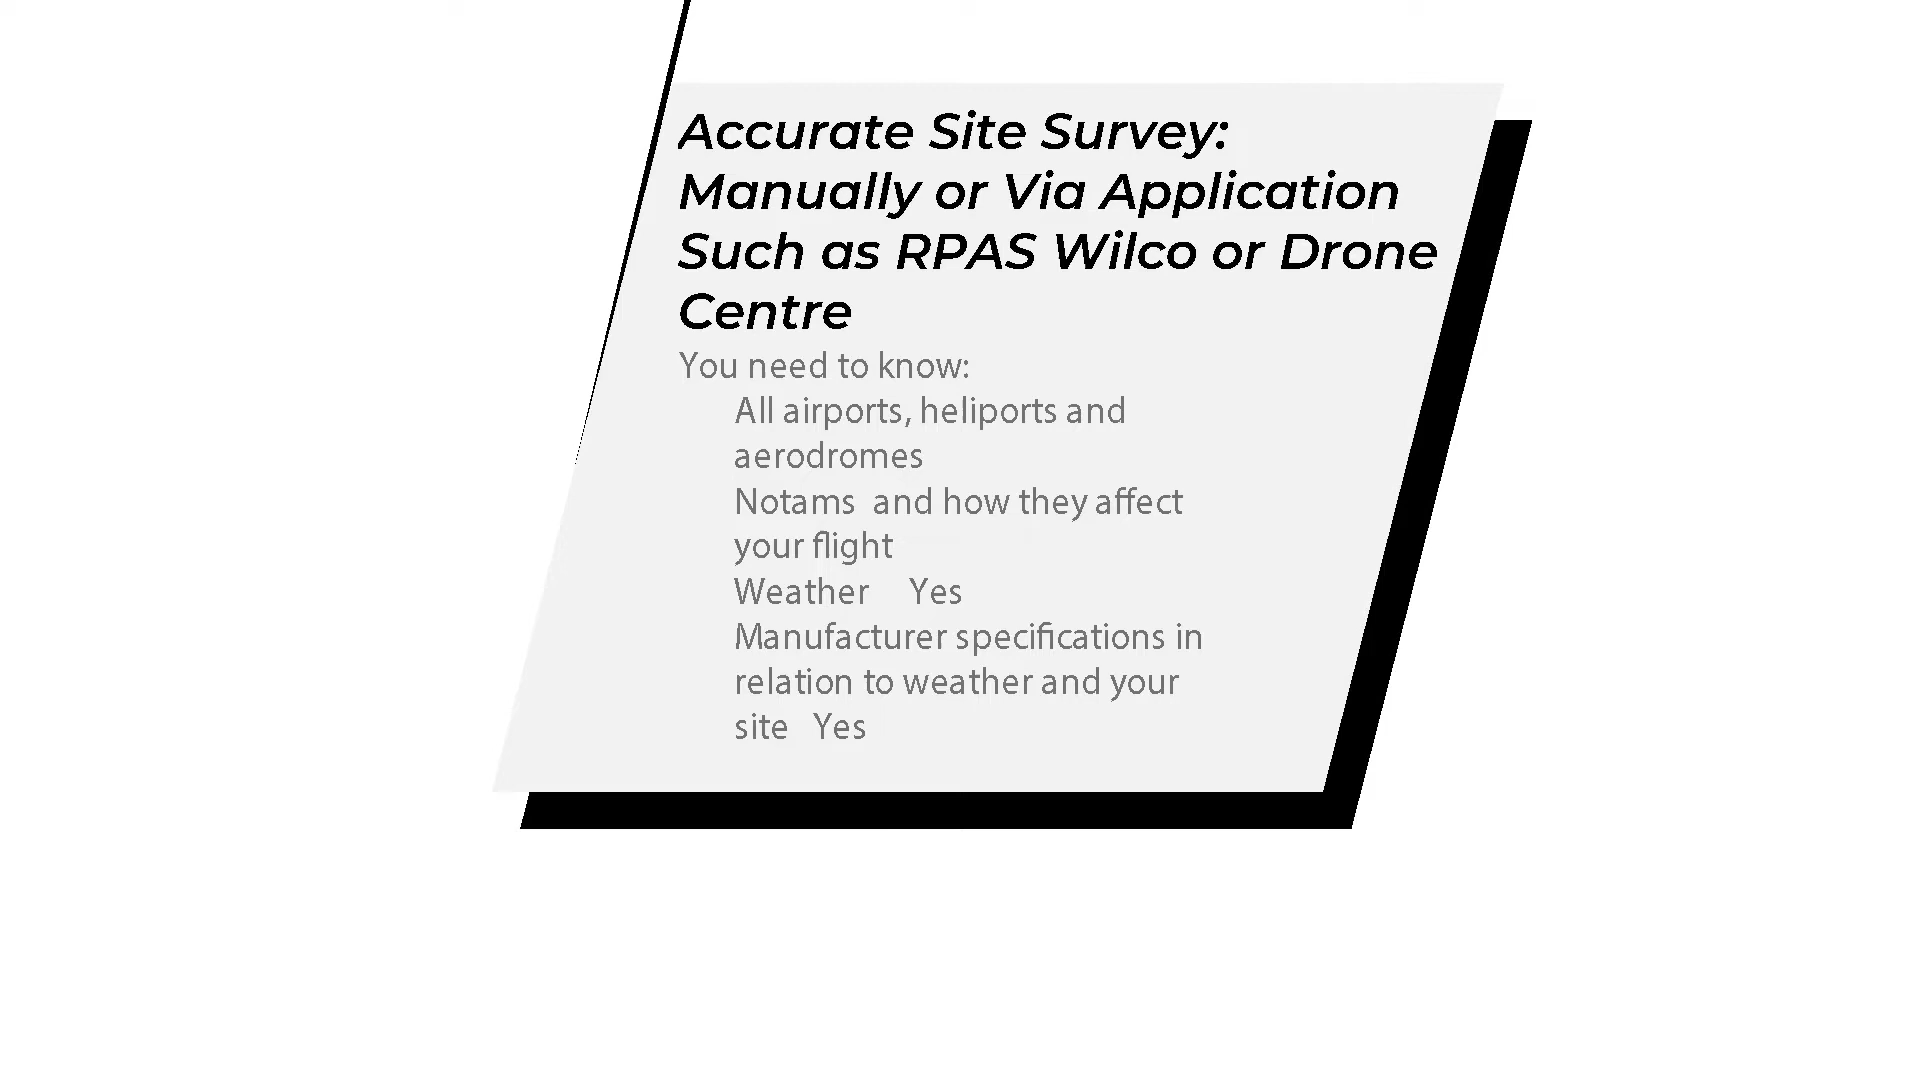 Accurate Site Survey:
Manually or Via Application
Such as RPAS Wilco or Drone
Centre
You need to know:
All airports, heliports and
aerodromes
Notams  and how they affect
your flight
Weather    Yes
Manufacturer specifications in
relation to weather and your
site   Yes